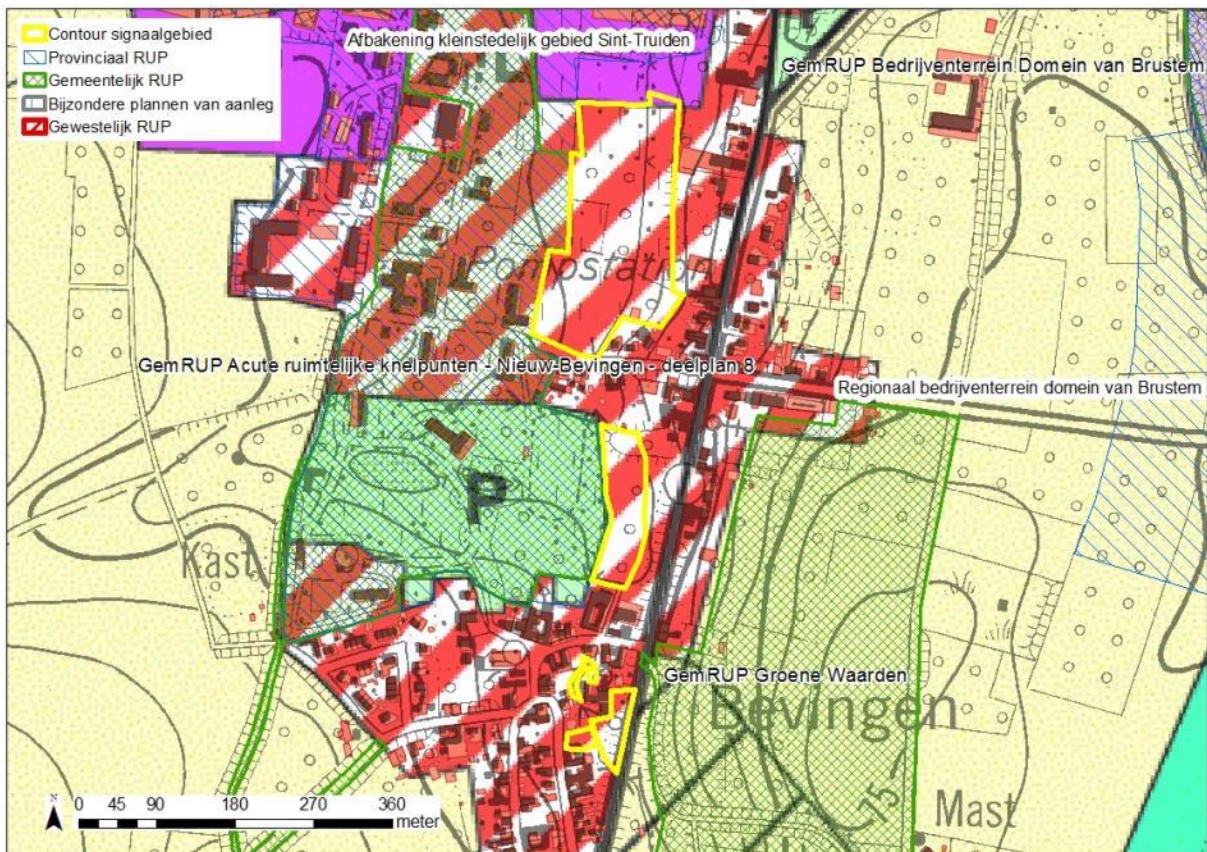 Contour signaalgebied
Provinciaal RUP
Gemeentelijk RUP
Bijzondere plannen van aanleg
Gewestelijk RUP
Afbakening kleinstedelijk gebied Sint-Truiden
GemRUP Bedrijventerrein Domein van Brustem
Pompstation
GemRUP Acute ruimtelijke knelpunten - Nieuw-Bevingen - deelplan 8
Regionaal bedrijventerrein domein van Brustem
P
Kast
GemRUP Groene Waarden
Bevingen
75
Mast
N
0 45 90 180 270 360
meter